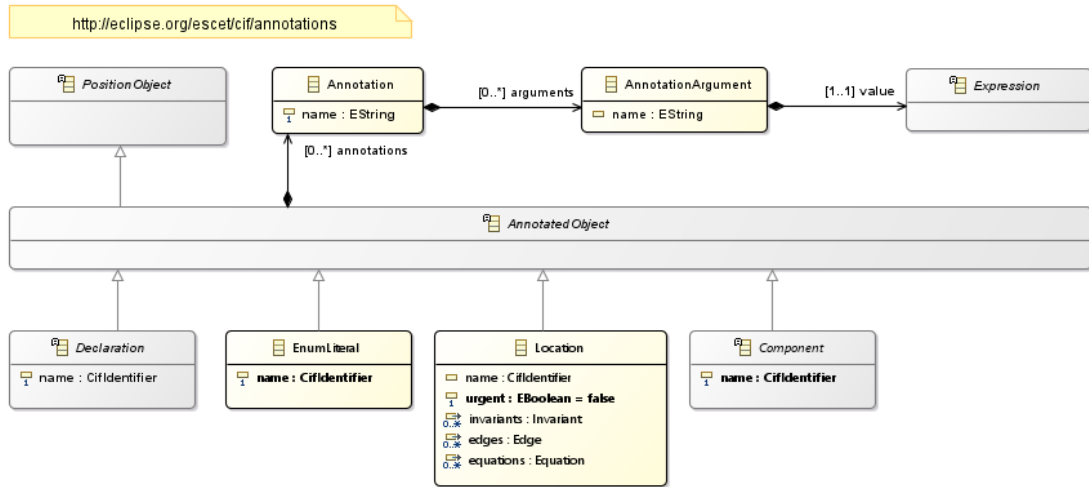 http://eclipse.org/escet/cif/annotations
PositionObject
Annotation
name : EString
[0..*] arguments
AnnotationArgument
name : EString
[1..1] value
Expression
[0..*] annotations
AnnotatedObject
Declaration
name : CifIdentifier
EnumLiteral
name : CifIdentifier
Location
name : CifIdentifier
urgent : EBoolean = false
invariants : Invariant
edges : Edge
equations : Equation
Component
name : CifIdentifier